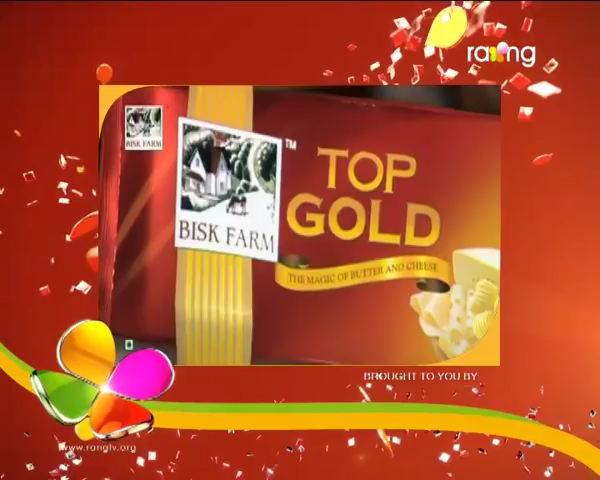 rang
BISK FARM
BISK FARM
TM
TOP
GOLD
THE MAGIC OF BUTTER AND CHEESE
BROUGHT TO YOU BY
www.rangtv.org